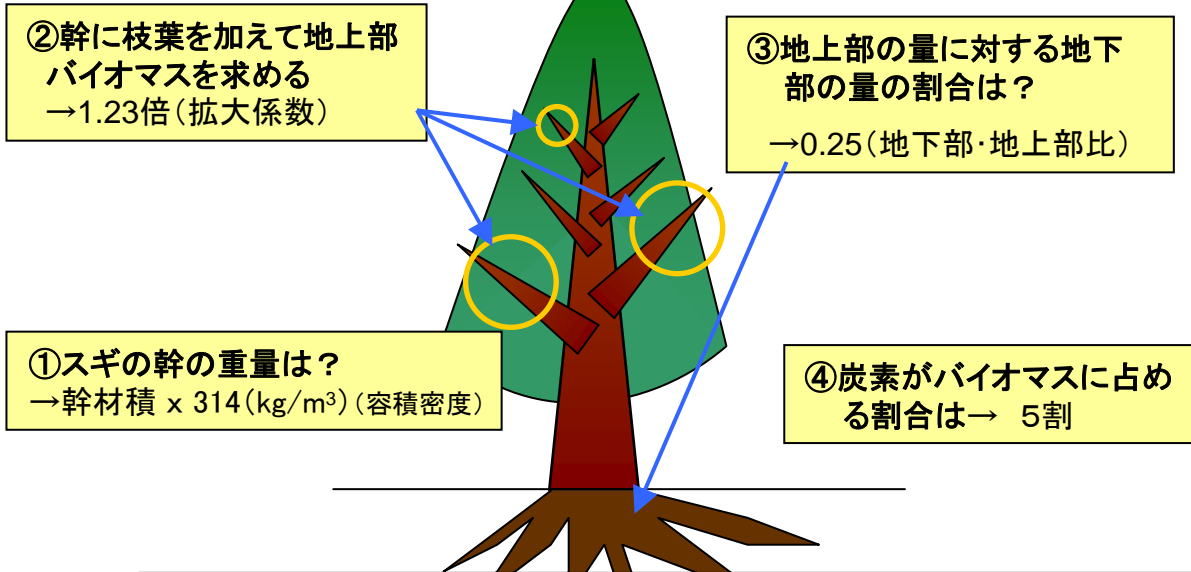 ②幹に枝葉を加えて地上部
バイオマスを求める
→1.23倍(拡大係数)
③地上部の量に対する地下
部の量の割合は?
→0.25(地下部・地上部比)
①スギの幹の重量は?
→幹材積 x 314(kg/m³)(容積密度)
④炭素がバイオマスに占め
る割合は→ 5割